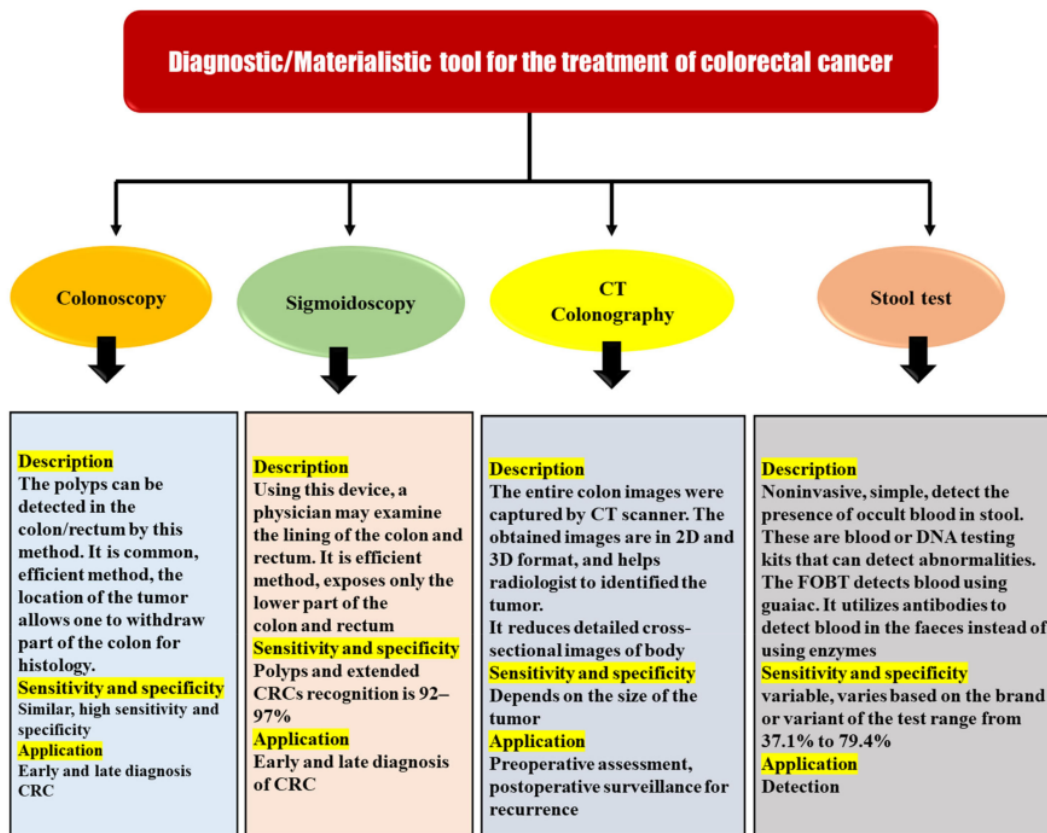 Diagnostic/Materialistic tool for the treatment of colorectal cancer
Colonoscopy
Sigmoidoscopy
CT
Colonography
Stool test
Description
The polyps can be
detected in the
colon/rectum by this
method. It is common,
efficient method, the
location of the tumor
allows one to withdraw
part of the colon for
histology.
Sensitivity and specificity
Similar, high sensitivity and
specificity
Application
Early and late diagnosis
CRC
Description
Using this device, a
physician may examine
the lining of the colon and
rectum. It is efficient
method, exposes only the
lower part of the
colon and rectum
Sensitivity and specificity
Polyps and extended
CRCs recognition is 92–
97%
Application
Early and late diagnosis
of CRC
Description
The entire colon images were
captured by CT scanner. The
obtained images are in 2D and
3D format, and helps
radiologist to identified the
tumor.
It reduces detailed cross-
sectional images of body
Sensitivity and specificity
Depends on the size of the
tumor
Application
Preoperative assessment,
postoperative surveillance for
recurrence
Description
Noninvasive, simple, detect the
presence of occult blood in stool.
These are blood or DNA testing
kits that can detect abnormalities.
The FOBT detects blood using
guaiac. It utilizes antibodies to
detect blood in the faeces instead of
using enzymes
Sensitivity and specificity
variable, varies based on the brand
or variant of the test range from
37.1% to 79.4%
Application
Detection